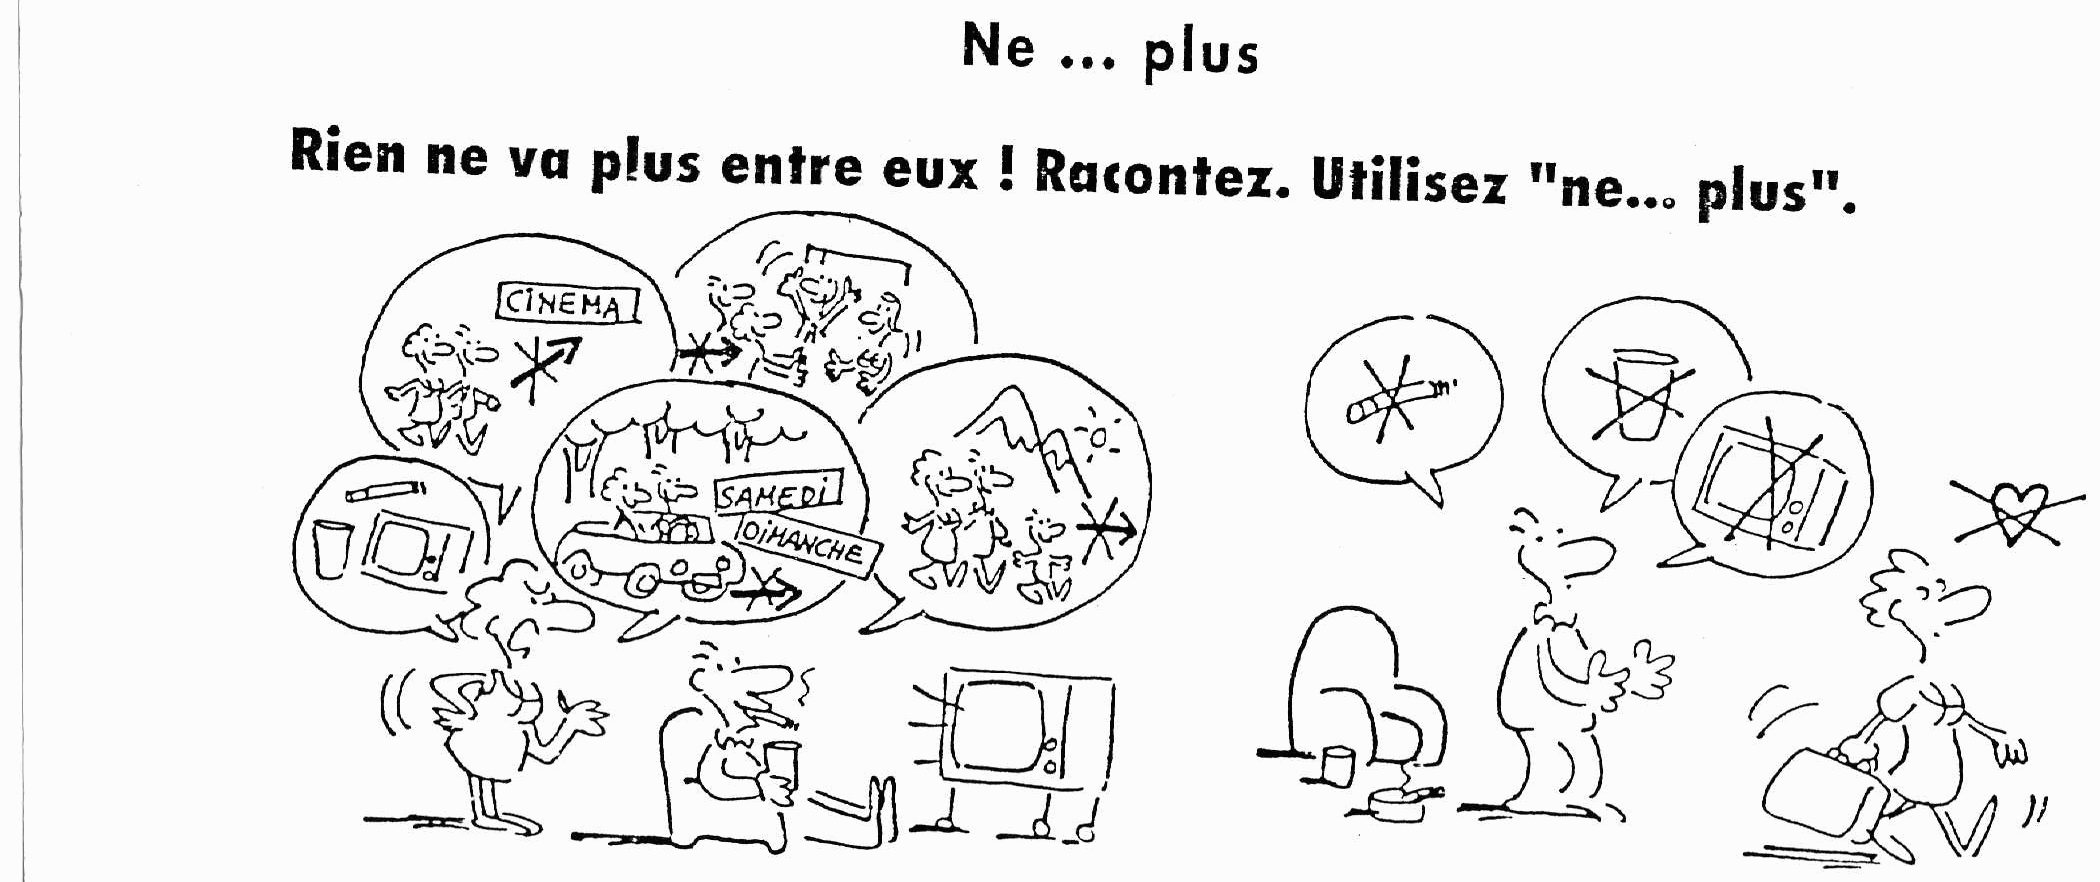 Ne ... plus
Rien ne va plus entre eux ! Racontez. Utilisez "ne... plus".
CINEMA
SAMEDI
DIMANCHE